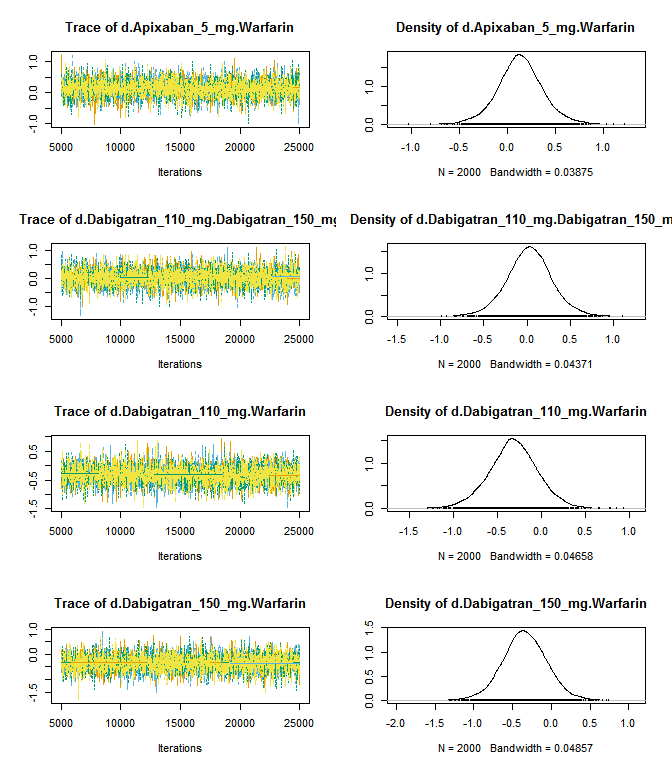 Trace of d.Apixaban_5_mg.Warfarin
-1.0 0.0 1.0
5000 10000 15000 20000 25000
Iterations
Density of d.Apixaban_5_mg.Warfarin
0.0 1.0
-1.0 -0.5 0.0 0.5 1.0
N = 2000 Bandwidth = 0.03875
Trace of d.Dabigatran_110_mg.Dabigatran_150_mg
-1.0 0.0 1.0
5000 10000 15000 20000 25000
Iterations
Density of d.Dabigatran_110_mg.Dabigatran_150_m
0.0 1.0
-1.5 -1.0 -0.5 0.0 0.5 1.0
N = 2000 Bandwidth = 0.04371
Trace of d.Dabigatran_110_mg.Warfarin
-1.5 -0.5 0.5
5000 10000 15000 20000 25000
Iterations
Density of d.Dabigatran_110_mg.Warfarin
0.0 1.0
-1.5 -1.0 -0.5 0.0 0.5 1.0
N = 2000 Bandwidth = 0.04658
Trace of d.Dabigatran_150_mg.Warfarin
-1.5 0.0 1.0
5000 10000 15000 20000 25000
Iterations
Density of d.Dabigatran_150_mg.Warfarin
0.0 0.5 1.0 1.5
-2.0 -1.5 -1.0 -0.5 0.0 0.5 1.0
N = 2000 Bandwidth = 0.04857